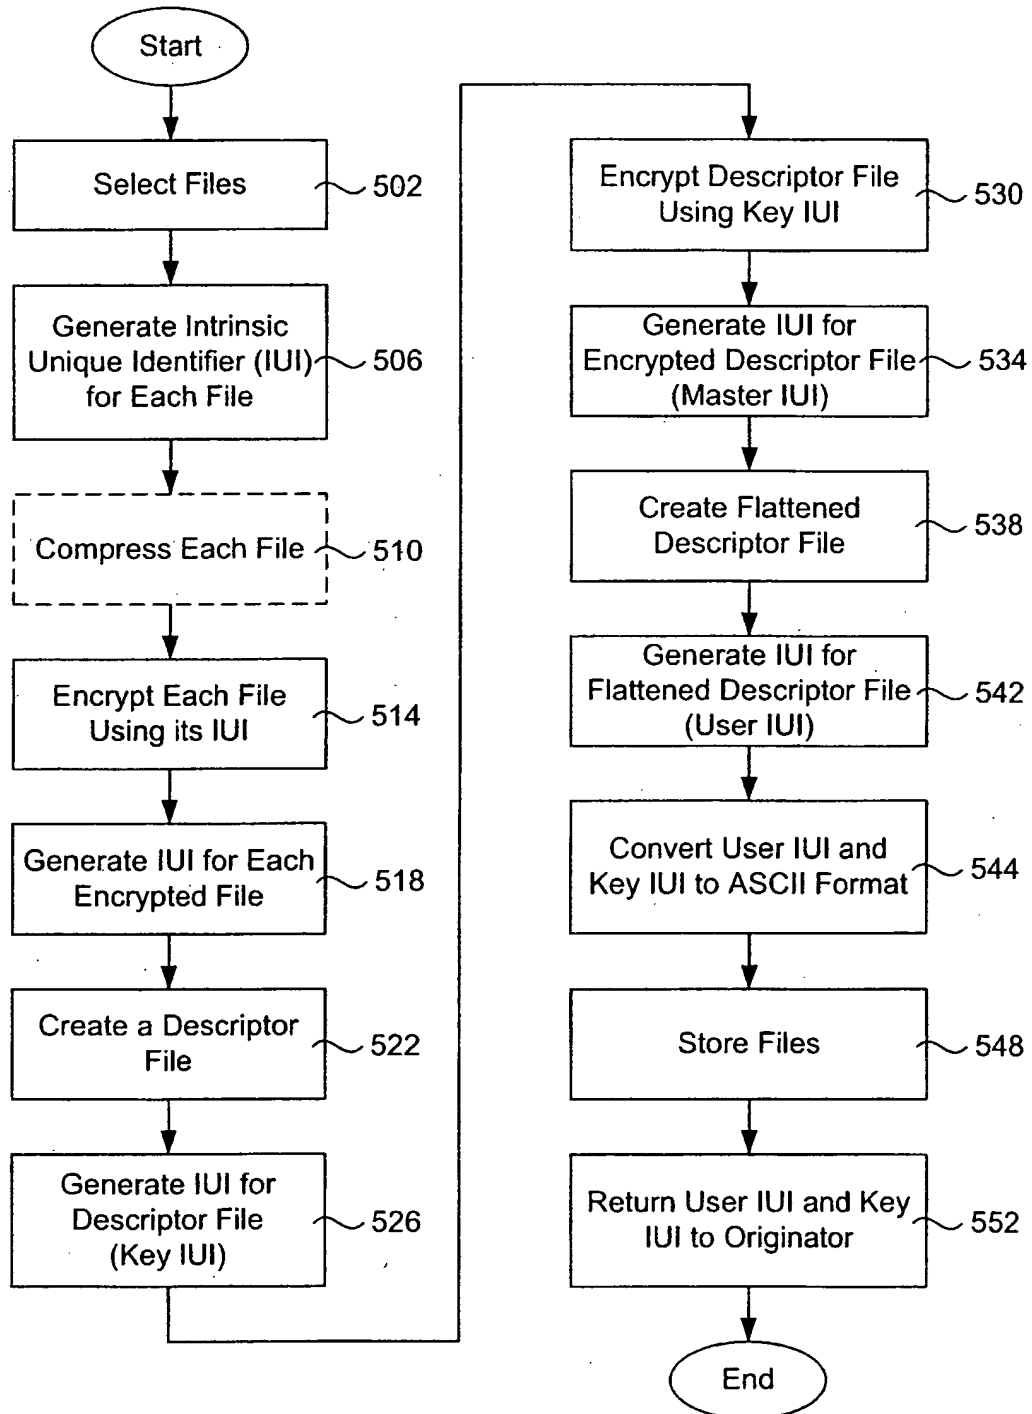 Start
Select Files
502
Generate Intrinsic
Unique Identifier (IUI)
for Each File
506
Compress Each File
510
Encrypt Each File
Using its IUI
514
Generate IUI for Each
Encrypted File
518
Create a Descriptor
File
522
Generate IUI for
Descriptor File
(Key IUI)
526
Encrypt Descriptor File
Using Key IUI
530
Generate IUI for
Encrypted Descriptor File
(Master IUI)
534
Create Flattened
Descriptor File
538
Generate IUI for
Flattened Descriptor File
(User IUI)
542
Convert User IUI and
Key IUI to ASCII Format
544
Store Files
548
Return User IUI and Key
IUI to Originator
552
End